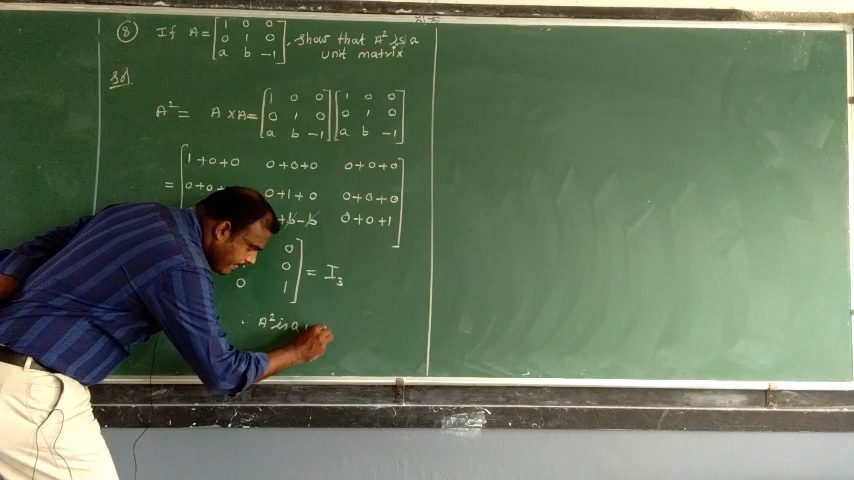 ⑧ If A = [1 0 0
0 1 0
a b -1], show that A² is a
unit matrix
Sol
A² = A × A = [1 0 0 [1 0 0
0 1 0 0 1 0
a b -1] a b -1]
= [1+0+0 0+0+0 0+0+0
0+0+ 0+1+0 0+0+0
+b-b 0+0+1]
0
0 ] = I₃
0 1
∴ A² is a